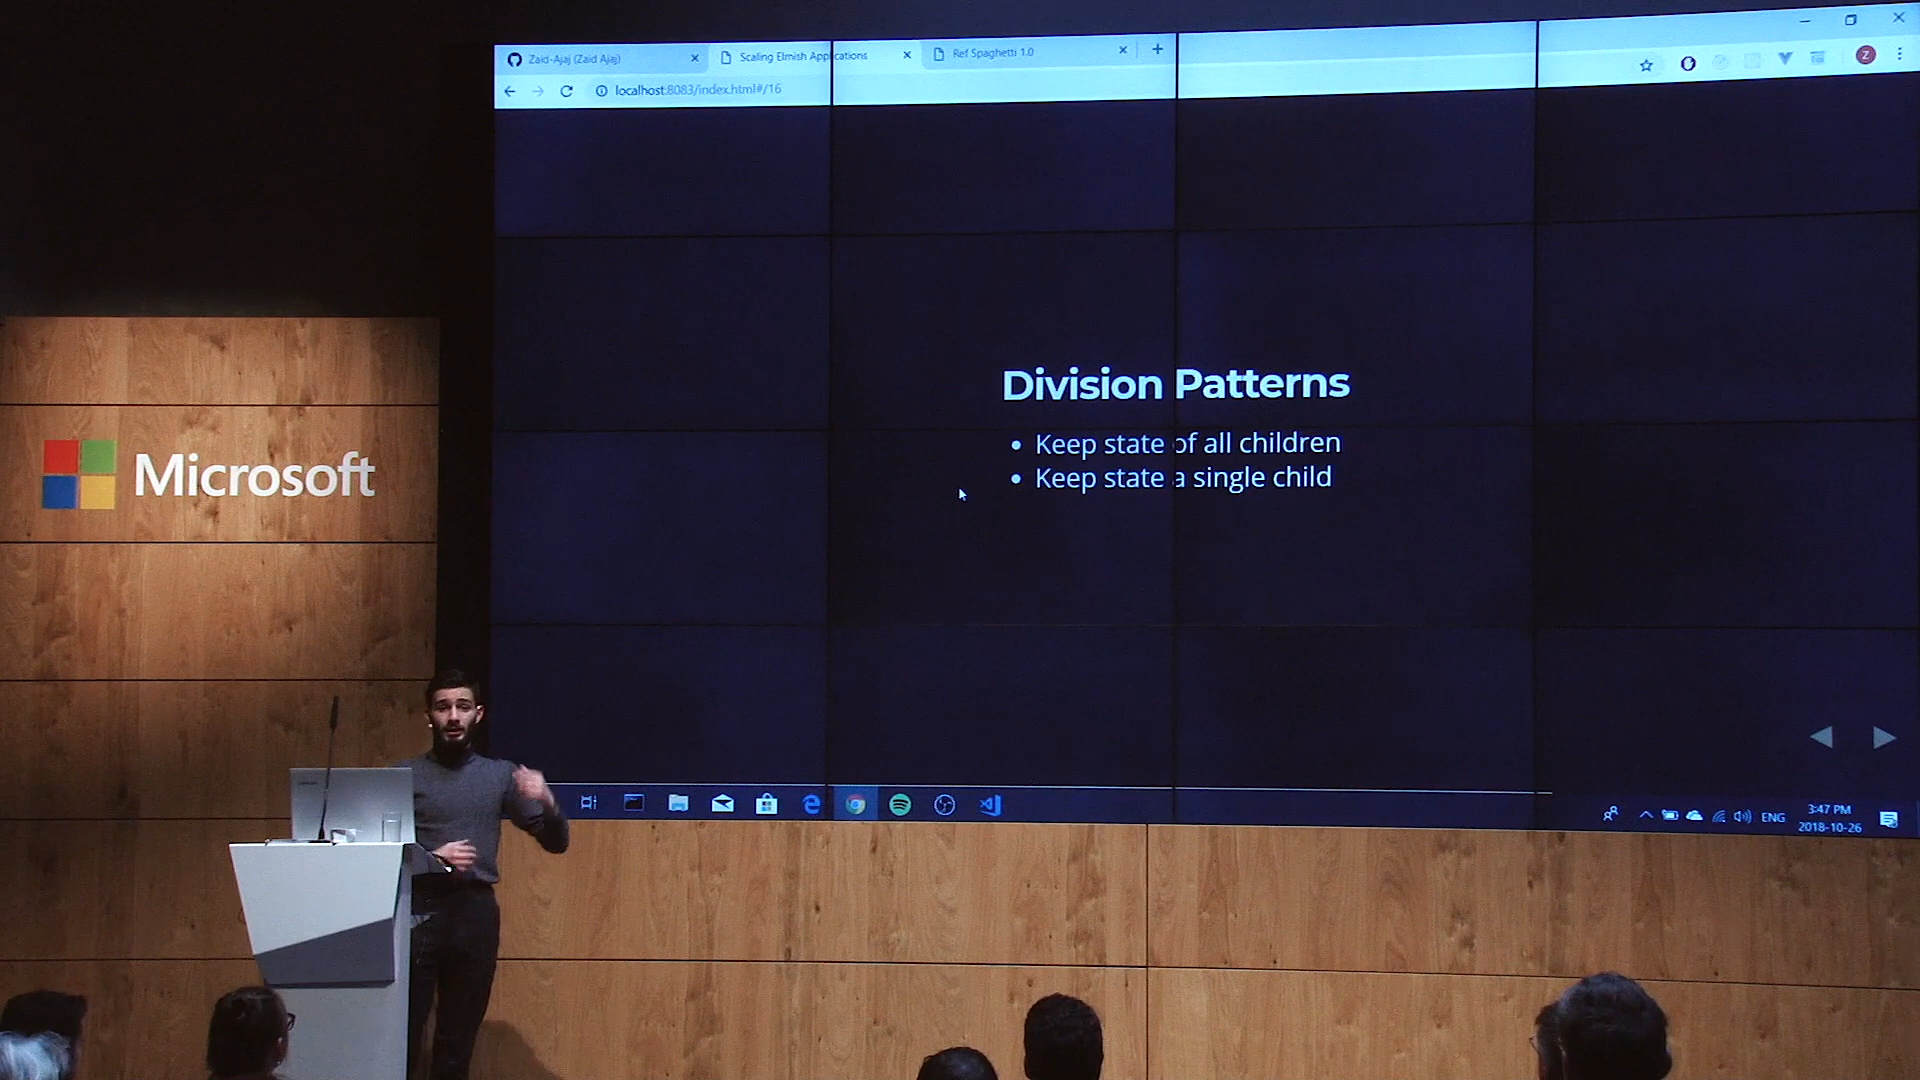 Zaid-Ajaj (Zaid Ajaj)
Scaling Elmish Applications
Ref Spaghetti 1.0
localhost:8083/index.html#/16
Z
Division Patterns
• Keep state of all children
• Keep state a single child
Microsoft
ENG
3:47 PM
2018-10-26